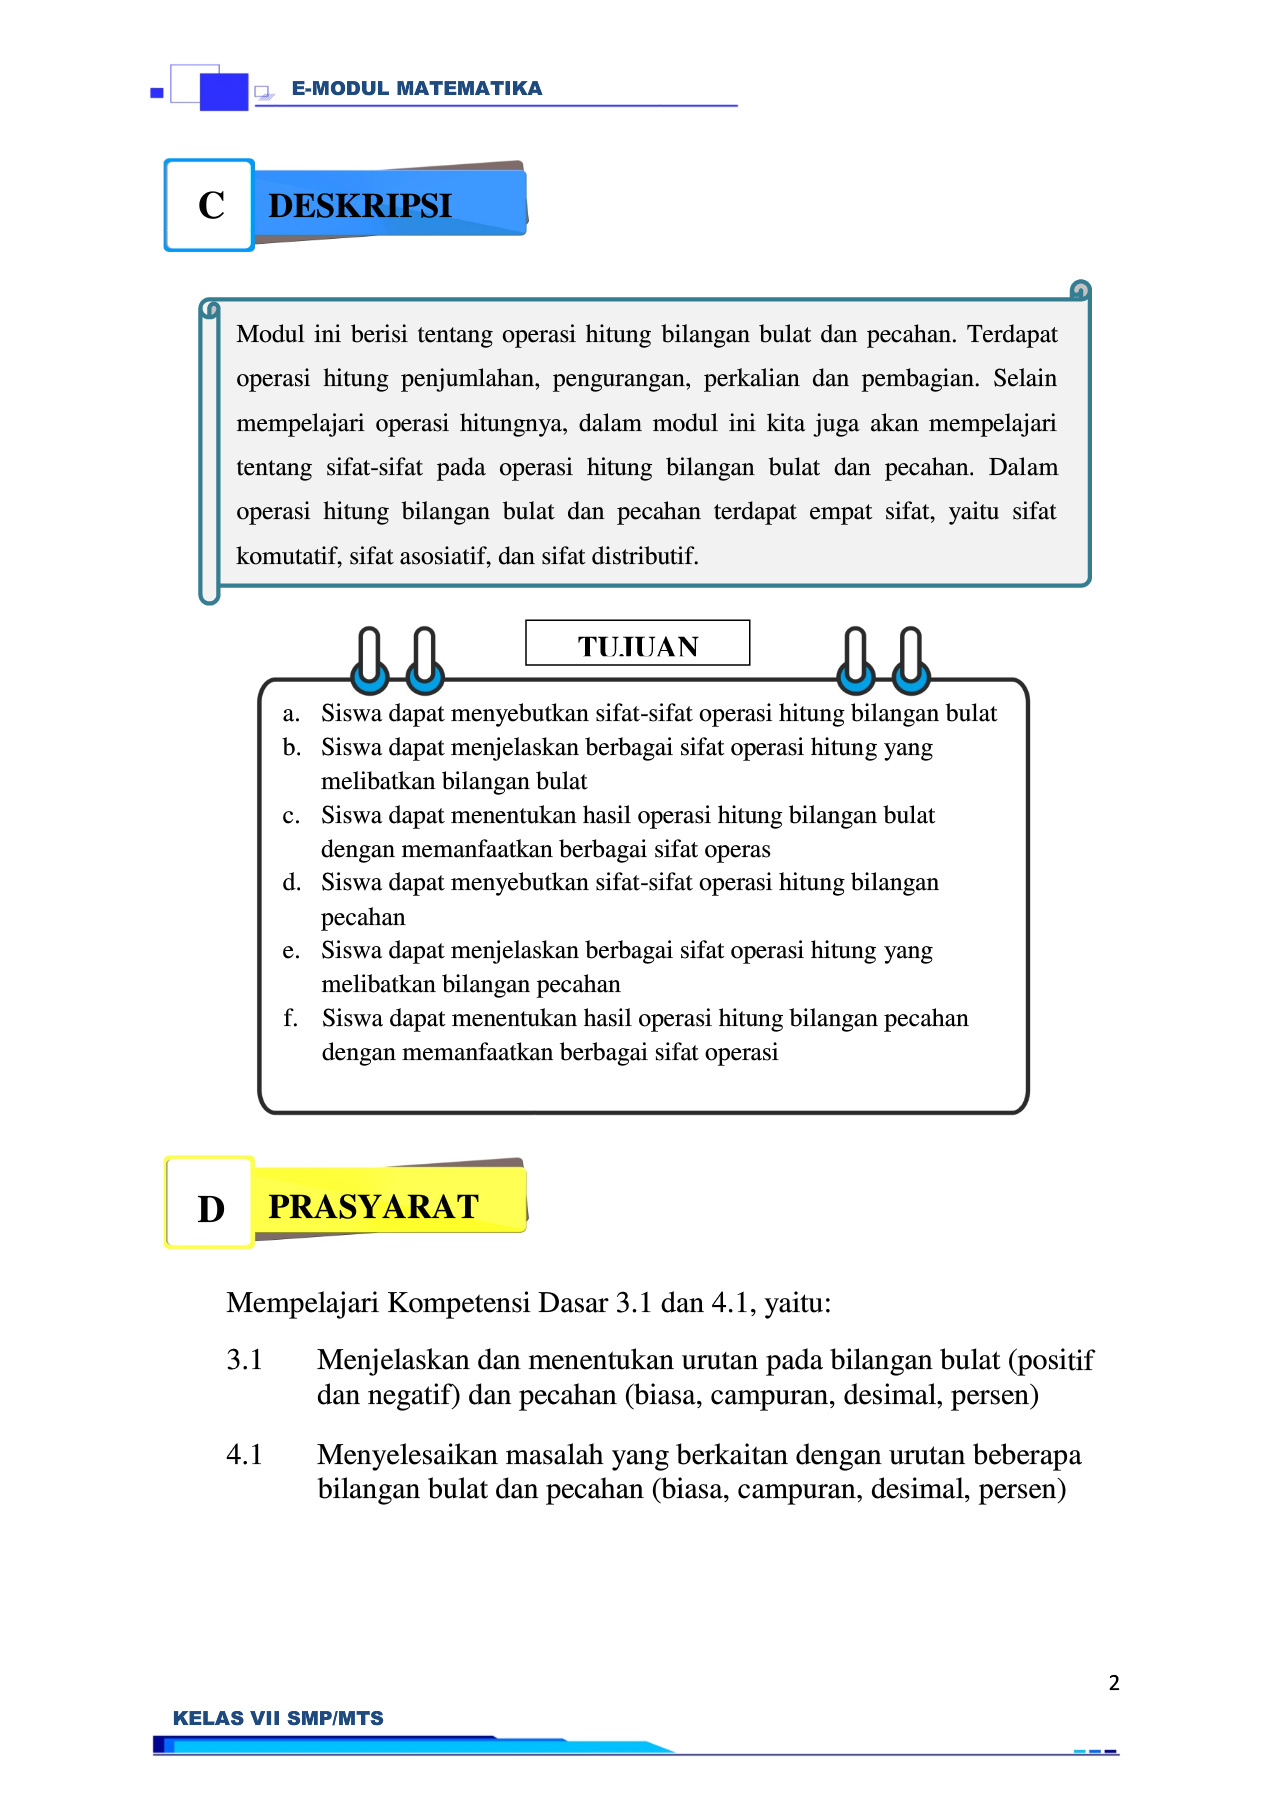 E-MODUL MATEMATIKA
C
DESKRIPSI
Modul ini berisi tentang operasi hitung bilangan bulat dan pecahan. Terdapat
operasi hitung penjumlahan, pengurangan, perkalian dan pembagian. Selain
mempelajari operasi hitungnya, dalam modul ini kita juga akan mempelajari
tentang sifat-sifat pada operasi hitung bilangan bulat dan pecahan. Dalam
operasi hitung bilangan bulat dan pecahan terdapat empat sifat, yaitu sifat
komutatif, sifat asosiatif, dan sifat distributif.
TUJUAN
a. Siswa dapat menyebutkan sifat-sifat operasi hitung bilangan bulat
b. Siswa dapat menjelaskan berbagai sifat operasi hitung yang
melibatkan bilangan bulat
c. Siswa dapat menentukan hasil operasi hitung bilangan bulat
dengan memanfaatkan berbagai sifat operas
d. Siswa dapat menyebutkan sifat-sifat operasi hitung bilangan
pecahan
e. Siswa dapat menjelaskan berbagai sifat operasi hitung yang
melibatkan bilangan pecahan
f. Siswa dapat menentukan hasil operasi hitung bilangan pecahan
dengan memanfaatkan berbagai sifat operasi
D
PRASYARAT
Mempelajari Kompetensi Dasar 3.1 dan 4.1, yaitu:
3.1 Menjelaskan dan menentukan urutan pada bilangan bulat (positif
dan negatif) dan pecahan (biasa, campuran, desimal, persen)
4.1 Menyelesaikan masalah yang berkaitan dengan urutan beberapa
bilangan bulat dan pecahan (biasa, campuran, desimal, persen)
2
KELAS VII SMP/MTS